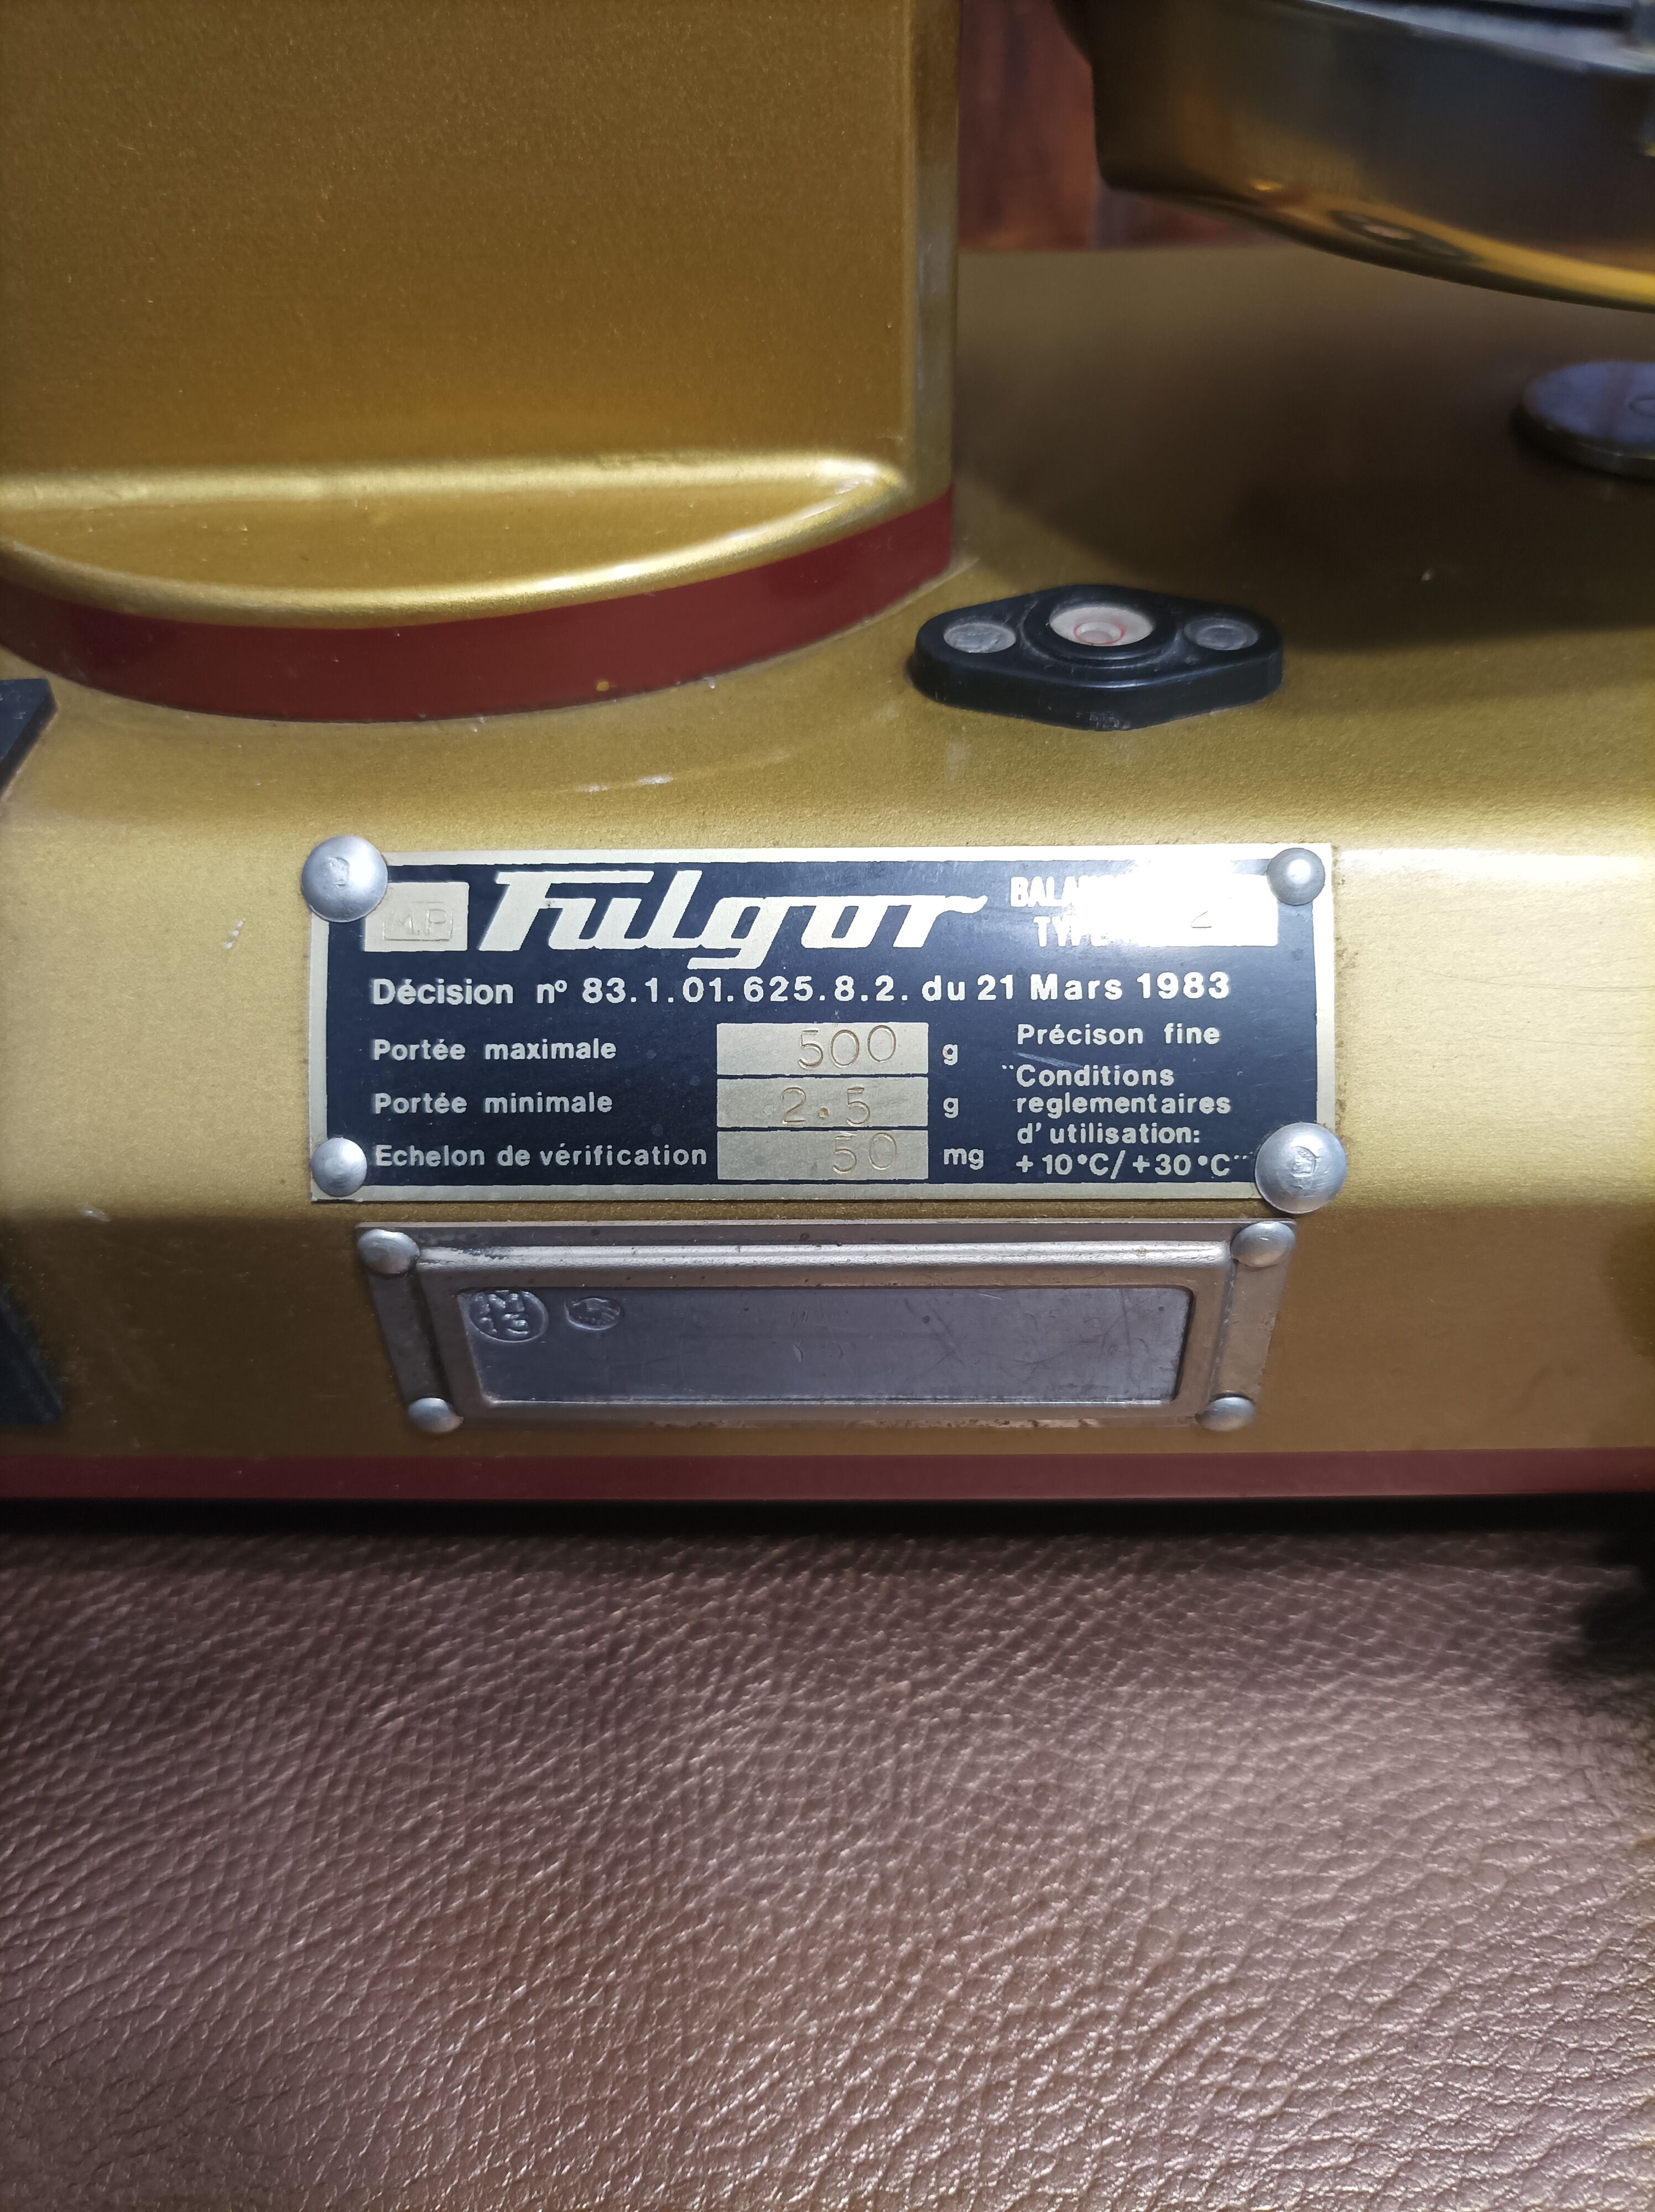 M.P
Fulgor
Décision nº 83.1.01.625.8.2. du 21 Mars 1983
Portée maximale 500 g
Portée minimale 2.5 g
Echelon de vérification 50 mg
Précison fine
"Conditions
reglementaires
d'utilisation:
+10°C/+30°C"